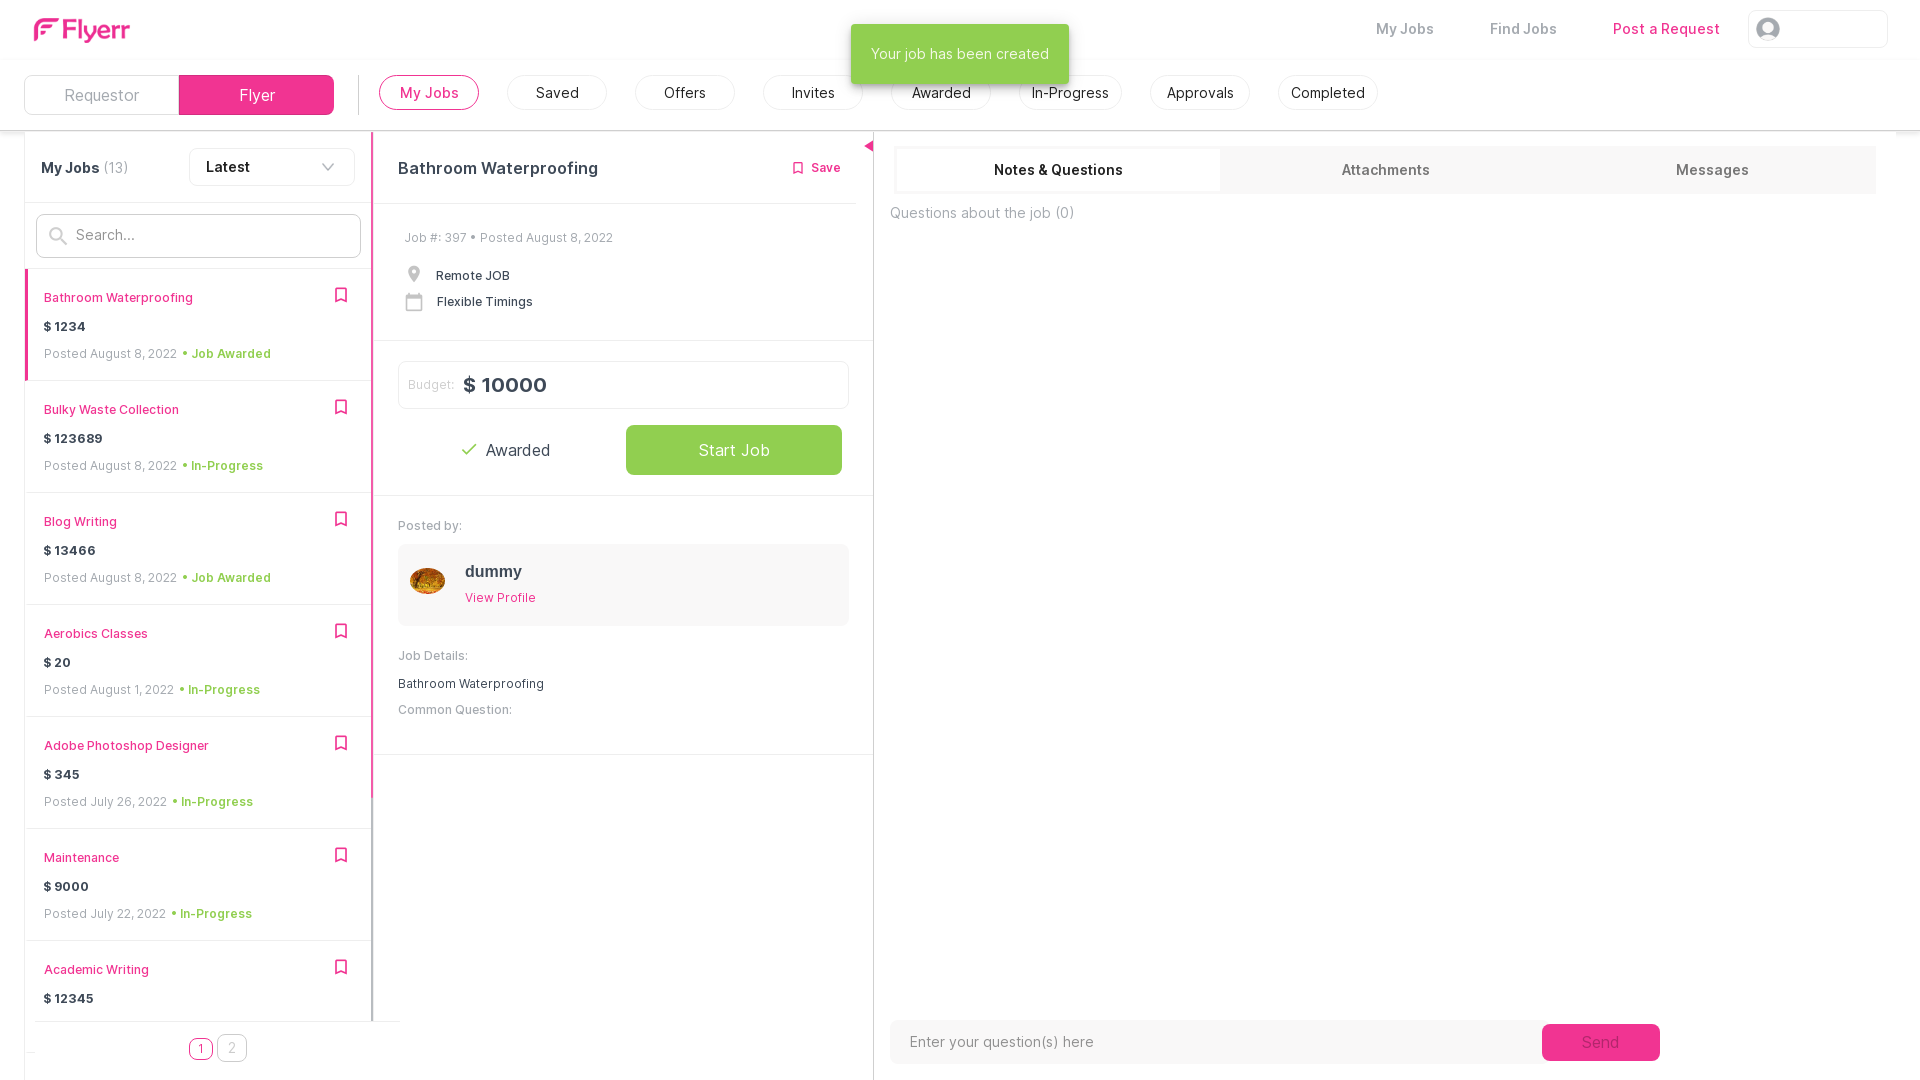 Flyerr
Your job has been created
My Jobs
Find Jobs
Post a Request
Requestor
Flyer
My Jobs
Saved
Offers
Invites
Awarded
In-Progress
Approvals
Completed
My Jobs (13)
Latest
Search...
Bathroom Waterproofing
$ 1234
Posted August 8, 2022 • Job Awarded
Bulky Waste Collection
$ 123689
Posted August 8, 2022 • In-Progress
Blog Writing
$ 13466
Posted August 8, 2022 • Job Awarded
Aerobics Classes
$ 20
Posted August 1, 2022 • In-Progress
Adobe Photoshop Designer
$ 345
Posted July 26, 2022 • In-Progress
Maintenance
$ 9000
Posted July 22, 2022 • In-Progress
Academic Writing
$ 12345
1
2
Bathroom Waterproofing
Save
Job #: 397 • Posted August 8, 2022
Remote JOB
Flexible Timings
Budget: $ 10000
Awarded
Start Job
Posted by:
dummy
View Profile
Job Details:
Bathroom Waterproofing
Common Question:
Notes & Questions
Attachments
Messages
Questions about the job (0)
Enter your question(s) here
Send